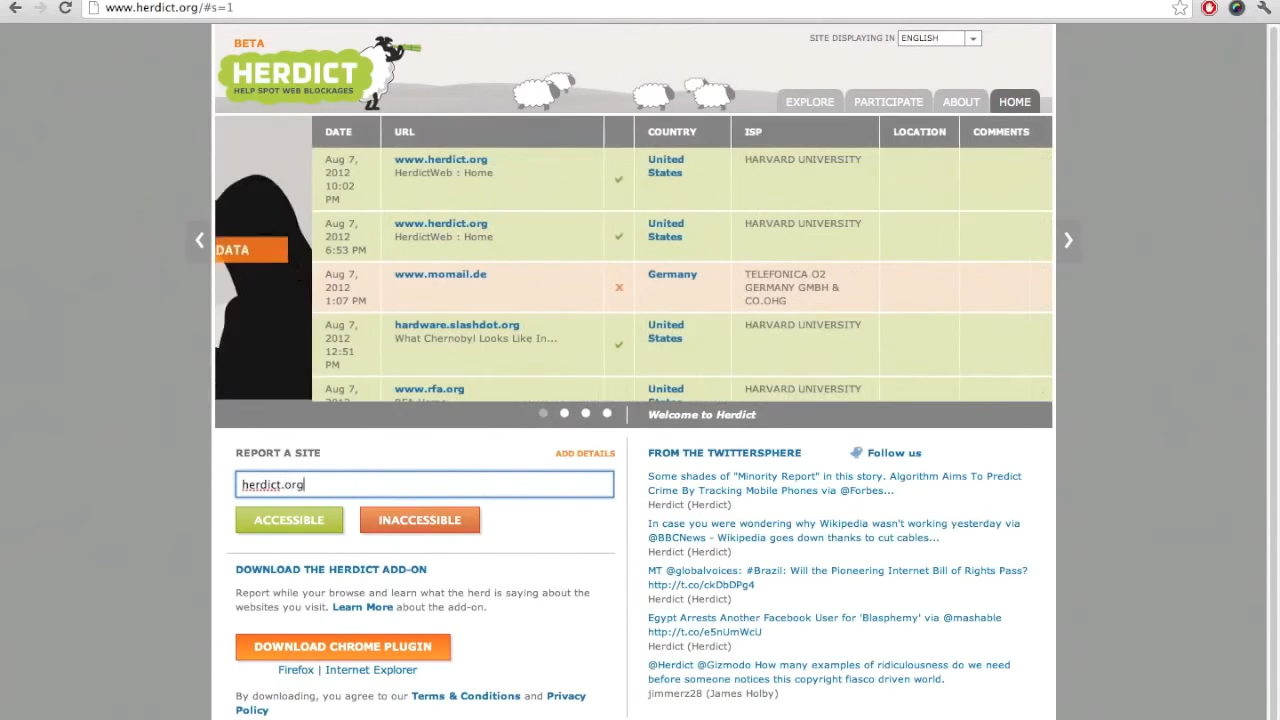 www.herdict.org/#s=1
BETA
HERDICT
HELP SPOT WEB BLOCKAGES
SITE DISPLAYING IN ENGLISH
EXPLORE PARTICIPATE ABOUT HOME
DATE URL COUNTRY ISP LOCATION COMMENTS
Aug 7, 2012 10:02 PM www.herdict.org HerdictWeb : Home ✓ United States HARVARD UNIVERSITY
Aug 7, 2012 6:53 PM www.herdict.org HerdictWeb : Home ✓ United States HARVARD UNIVERSITY
DATA
Aug 7, 2012 1:07 PM www.momail.de x Germany TELEFONICA O2 GERMANY GMBH & CO.OHG
Aug 7, 2012 12:51 PM hardware.slashdot.org What Chernobyl Looks Like In... ✓ United States HARVARD UNIVERSITY
Aug 7, www.rfa.org United HARVARD UNIVERSITY
Welcome to Herdict
REPORT A SITE ADD DETAILS
herdict.org
ACCESSIBLE INACCESSIBLE
DOWNLOAD THE HERDICT ADD-ON
Report while your browse and learn what the herd is saying about the
websites you visit. Learn More about the add-on.
DOWNLOAD CHROME PLUGIN
Firefox | Internet Explorer
By downloading, you agree to our Terms & Conditions and Privacy
Policy
FROM THE TWITTERSPHERE Follow us
Some shades of "Minority Report" in this story. Algorithm Aims To Predict
Crime By Tracking Mobile Phones via @Forbes...
Herdict (Herdict)
In case you were wondering why Wikipedia wasn't working yesterday via
@BBCNews - Wikipedia goes down thanks to cut cables...
Herdict (Herdict)
MT @globalvoices: #Brazil: Will the Pioneering Internet Bill of Rights Pass?
http://t.co/ckDbDPg4
Herdict (Herdict)
Egypt Arrests Another Facebook User for 'Blasphemy' via @mashable
http://t.co/e5nUmWcU
Herdict (Herdict)
@Herdict @Gizmodo How many examples of ridiculousness do we need
before someone notices this copyright fiasco driven world.
jimmerz28 (James Holby)